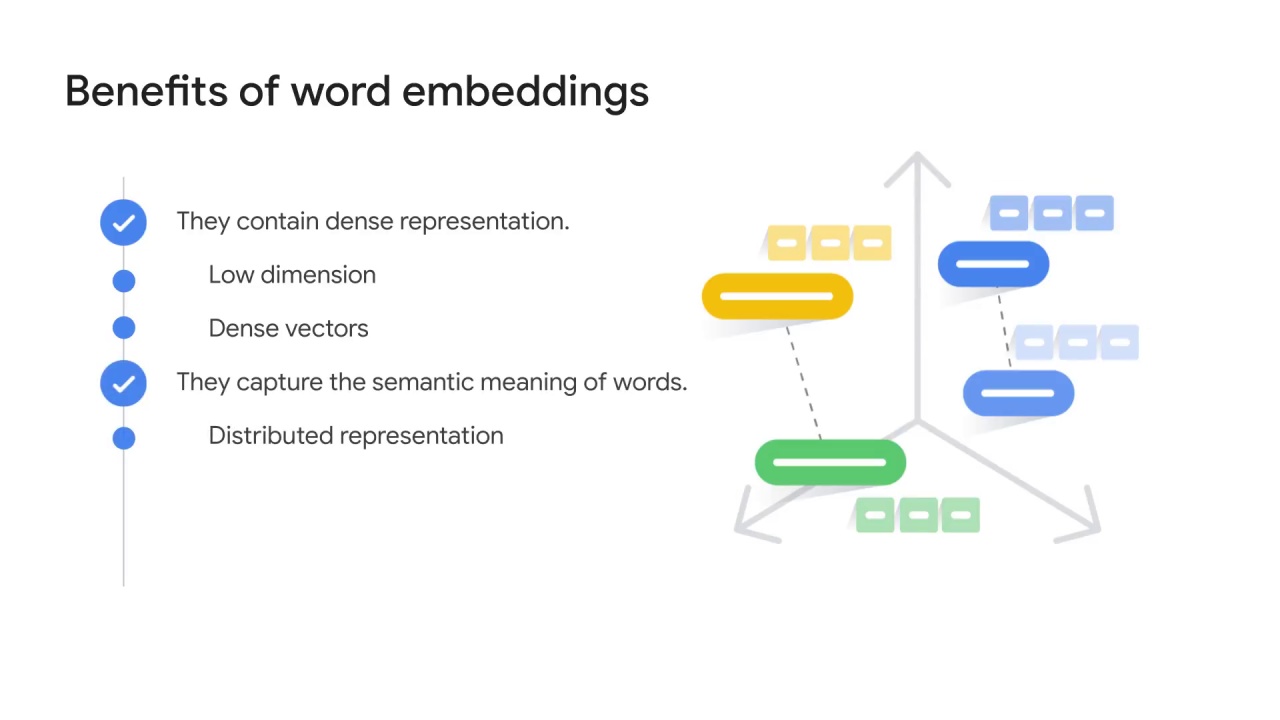 Benefits of word embeddings
They contain dense representation.
Low dimension
Dense vectors
They capture the semantic meaning of words.
Distributed representation